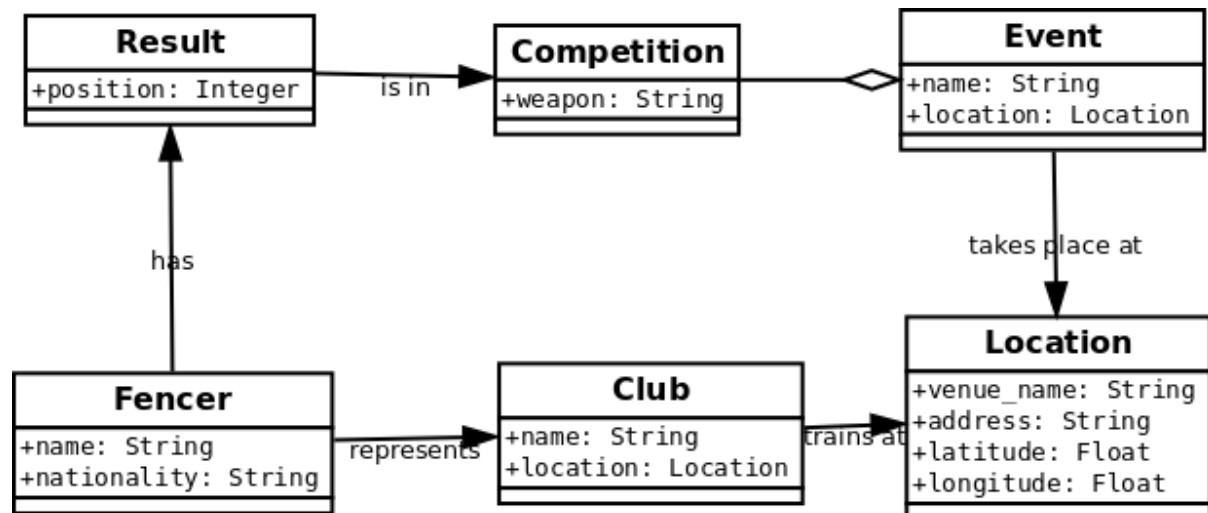 Result
+position: Integer
is in
Competition
+weapon: String
Event
+name: String
+location: Location
has
takes place at
Fencer
+name: String
+nationality: String
represents
Club
+name: String
+location: Location
trains at
Location
+venue_name: String
+address: String
+latitude: Float
+longitude: Float